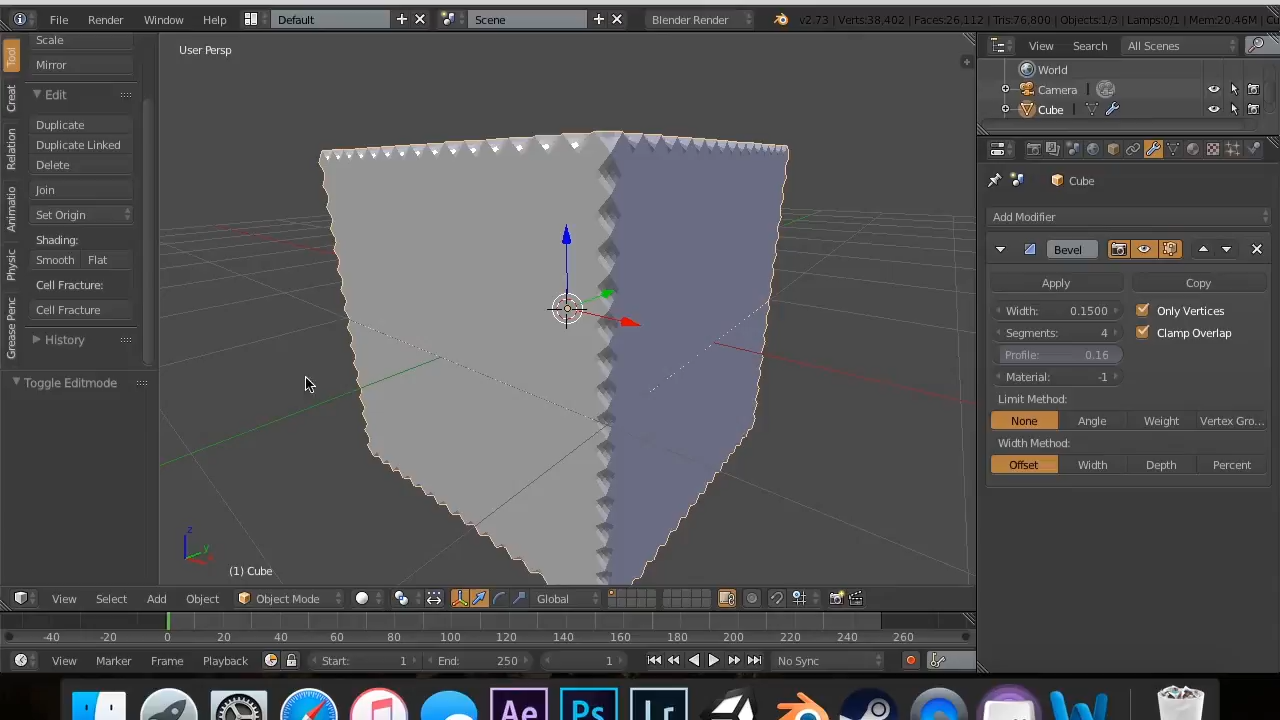 File Render Window Help Default Scene Blender Render v2.73 | Verts:38,402 | Faces:26,112 | Tris:76,800 | Objects:1/3 | Lamps:0/1 | Mem:20.46M | Cu
User Persp
View Search All Scenes
World
Camera
Cube
Tool
Creat
Relation
Animatio
Physic
Grease Penc
Scale
Mirror
Edit
Duplicate
Duplicate Linked
Delete
Join
Set Origin
Shading:
Smooth Flat
Cell Fracture:
Cell Fracture
History
Toggle Editmode
Cube
Add Modifier
Bevel
Apply Copy
Width: 0.1500 Only Vertices
Segments: 4 Clamp Overlap
Profile: 0.16
Material: -1
Limit Method:
None Angle Weight Vertex Gro...
Width Method:
Offset Width Depth Percent
z
y
(1) Cube
View Select Add Object Object Mode Global
-40 -20 0 20 40 60 80 100 120 140 160 180 200 220 240 260
View Marker Frame Playback Start: 1 End: 250 1 No Sync
Ae Ps Lr